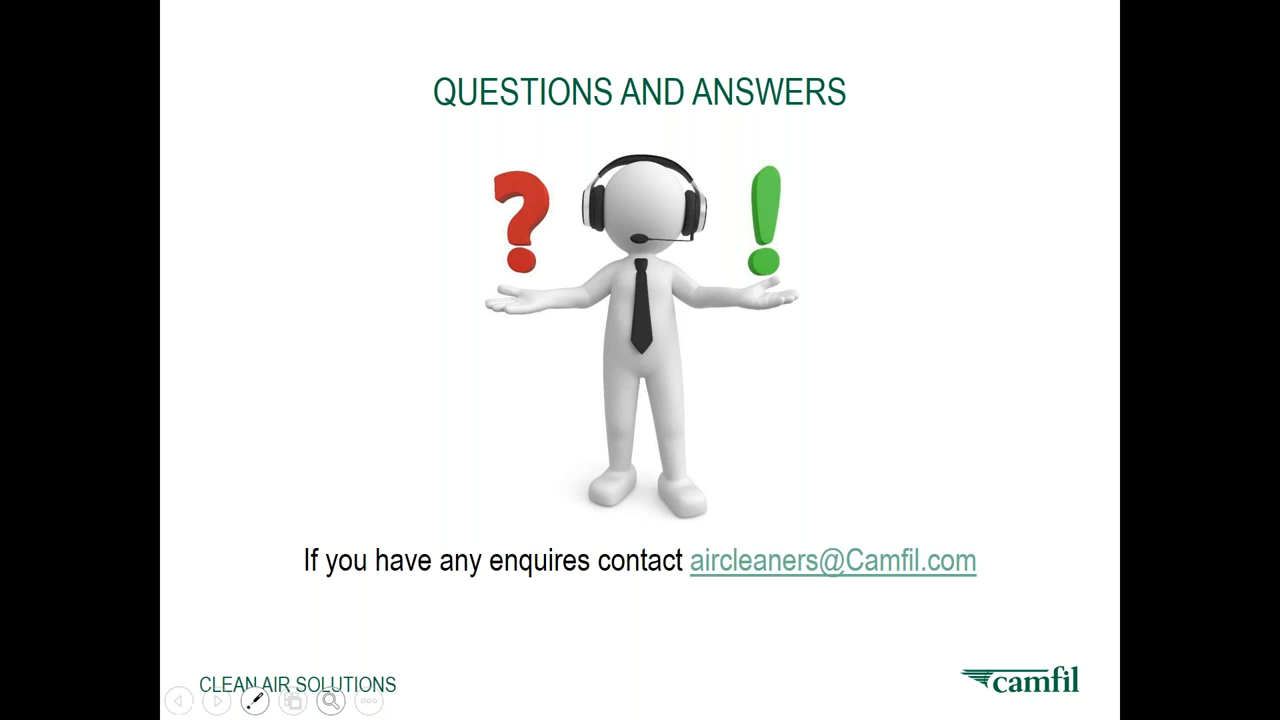 QUESTIONS AND ANSWERS
? !
If you have any enquires contact aircleaners@Camfil.com
CLEAN AIR SOLUTIONS
camfil